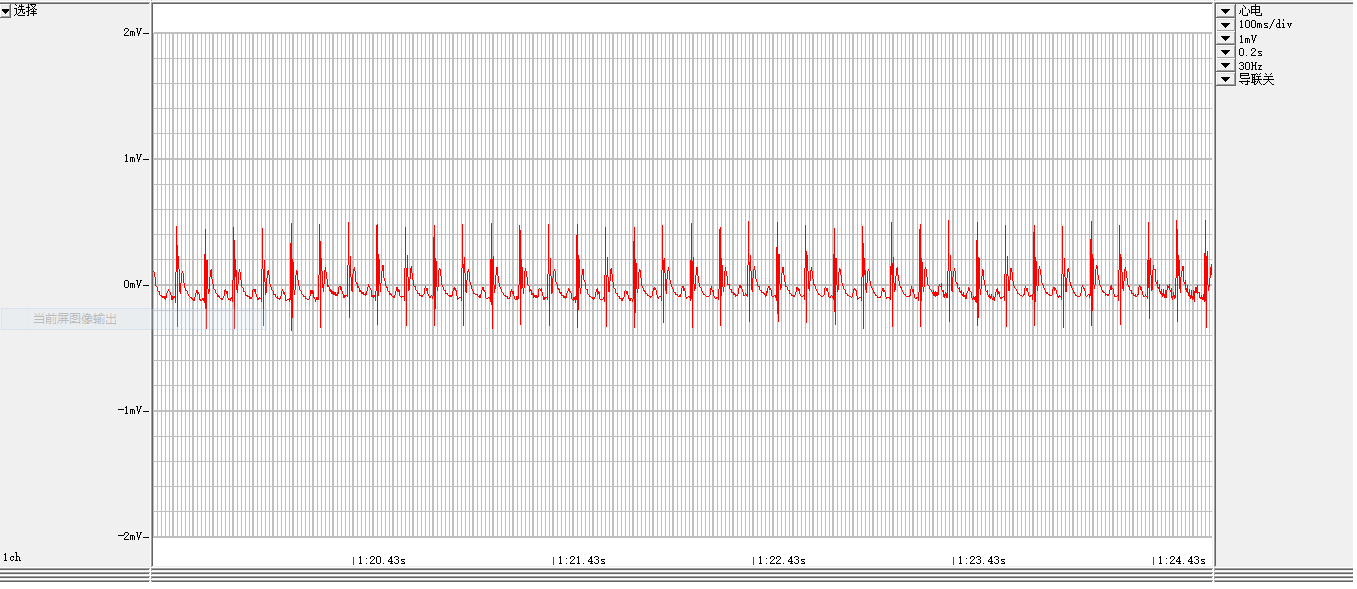 选择
2mV
1mV
0mV
当前屏图像输出
-1mV
-2mV
1ch
1:20.43s
1:21.43s
1:22.43s
1:23.43s
1:24.43s
心电
100ms/div
1mV
0.2s
30Hz
导联关